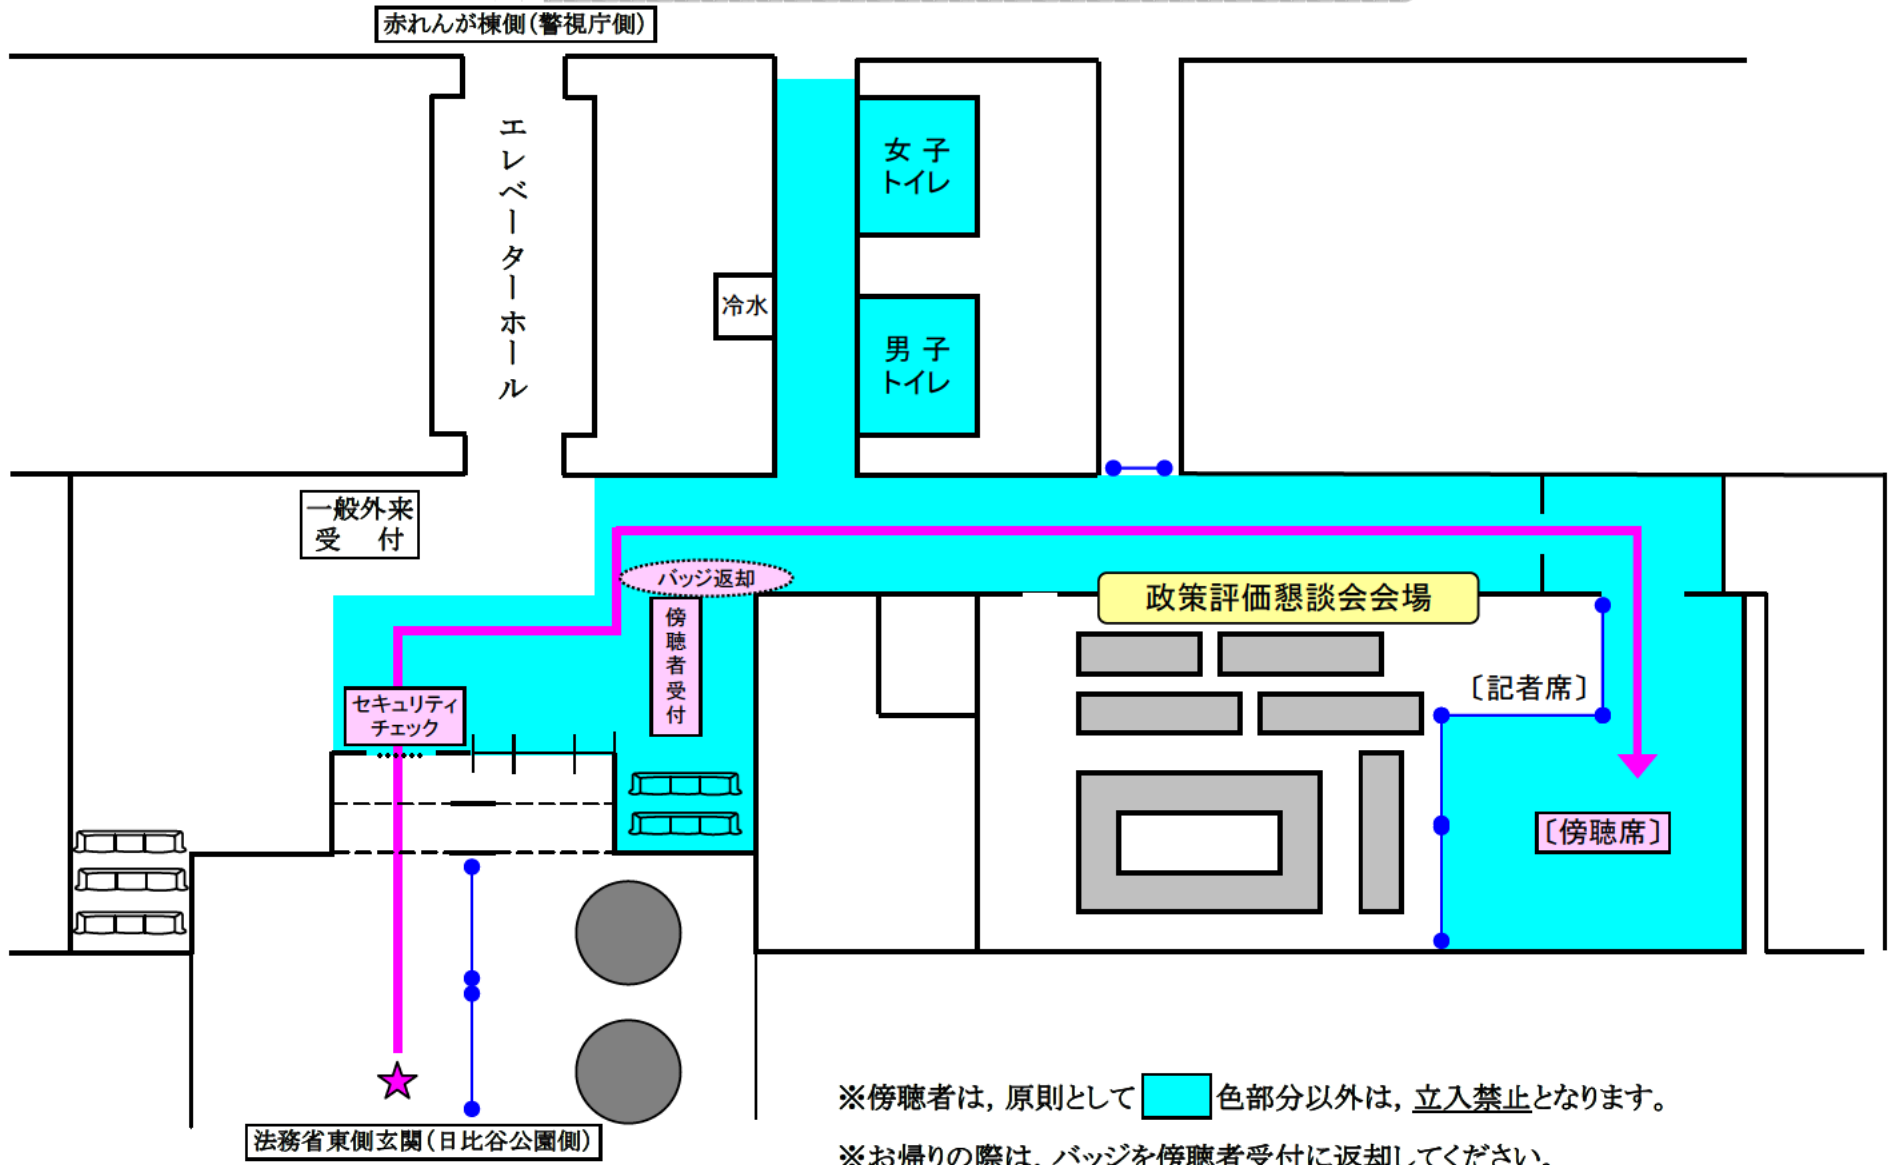 赤れんが棟側(警視庁側)
エレベーターホール
女子
トイレ
冷水
男子
トイレ
一般外来
受付
バッジ返却
政策評価懇談会会場
傍聴者受付
〔記者席〕
セキュリティ
チェック
〔傍聴席〕
※傍聴者は,原則として 色部分以外は,立入禁止となります。
法務省東側玄関(日比谷公園側)
※お帰りの際は,バッジを傍聴者受付に返却してください。